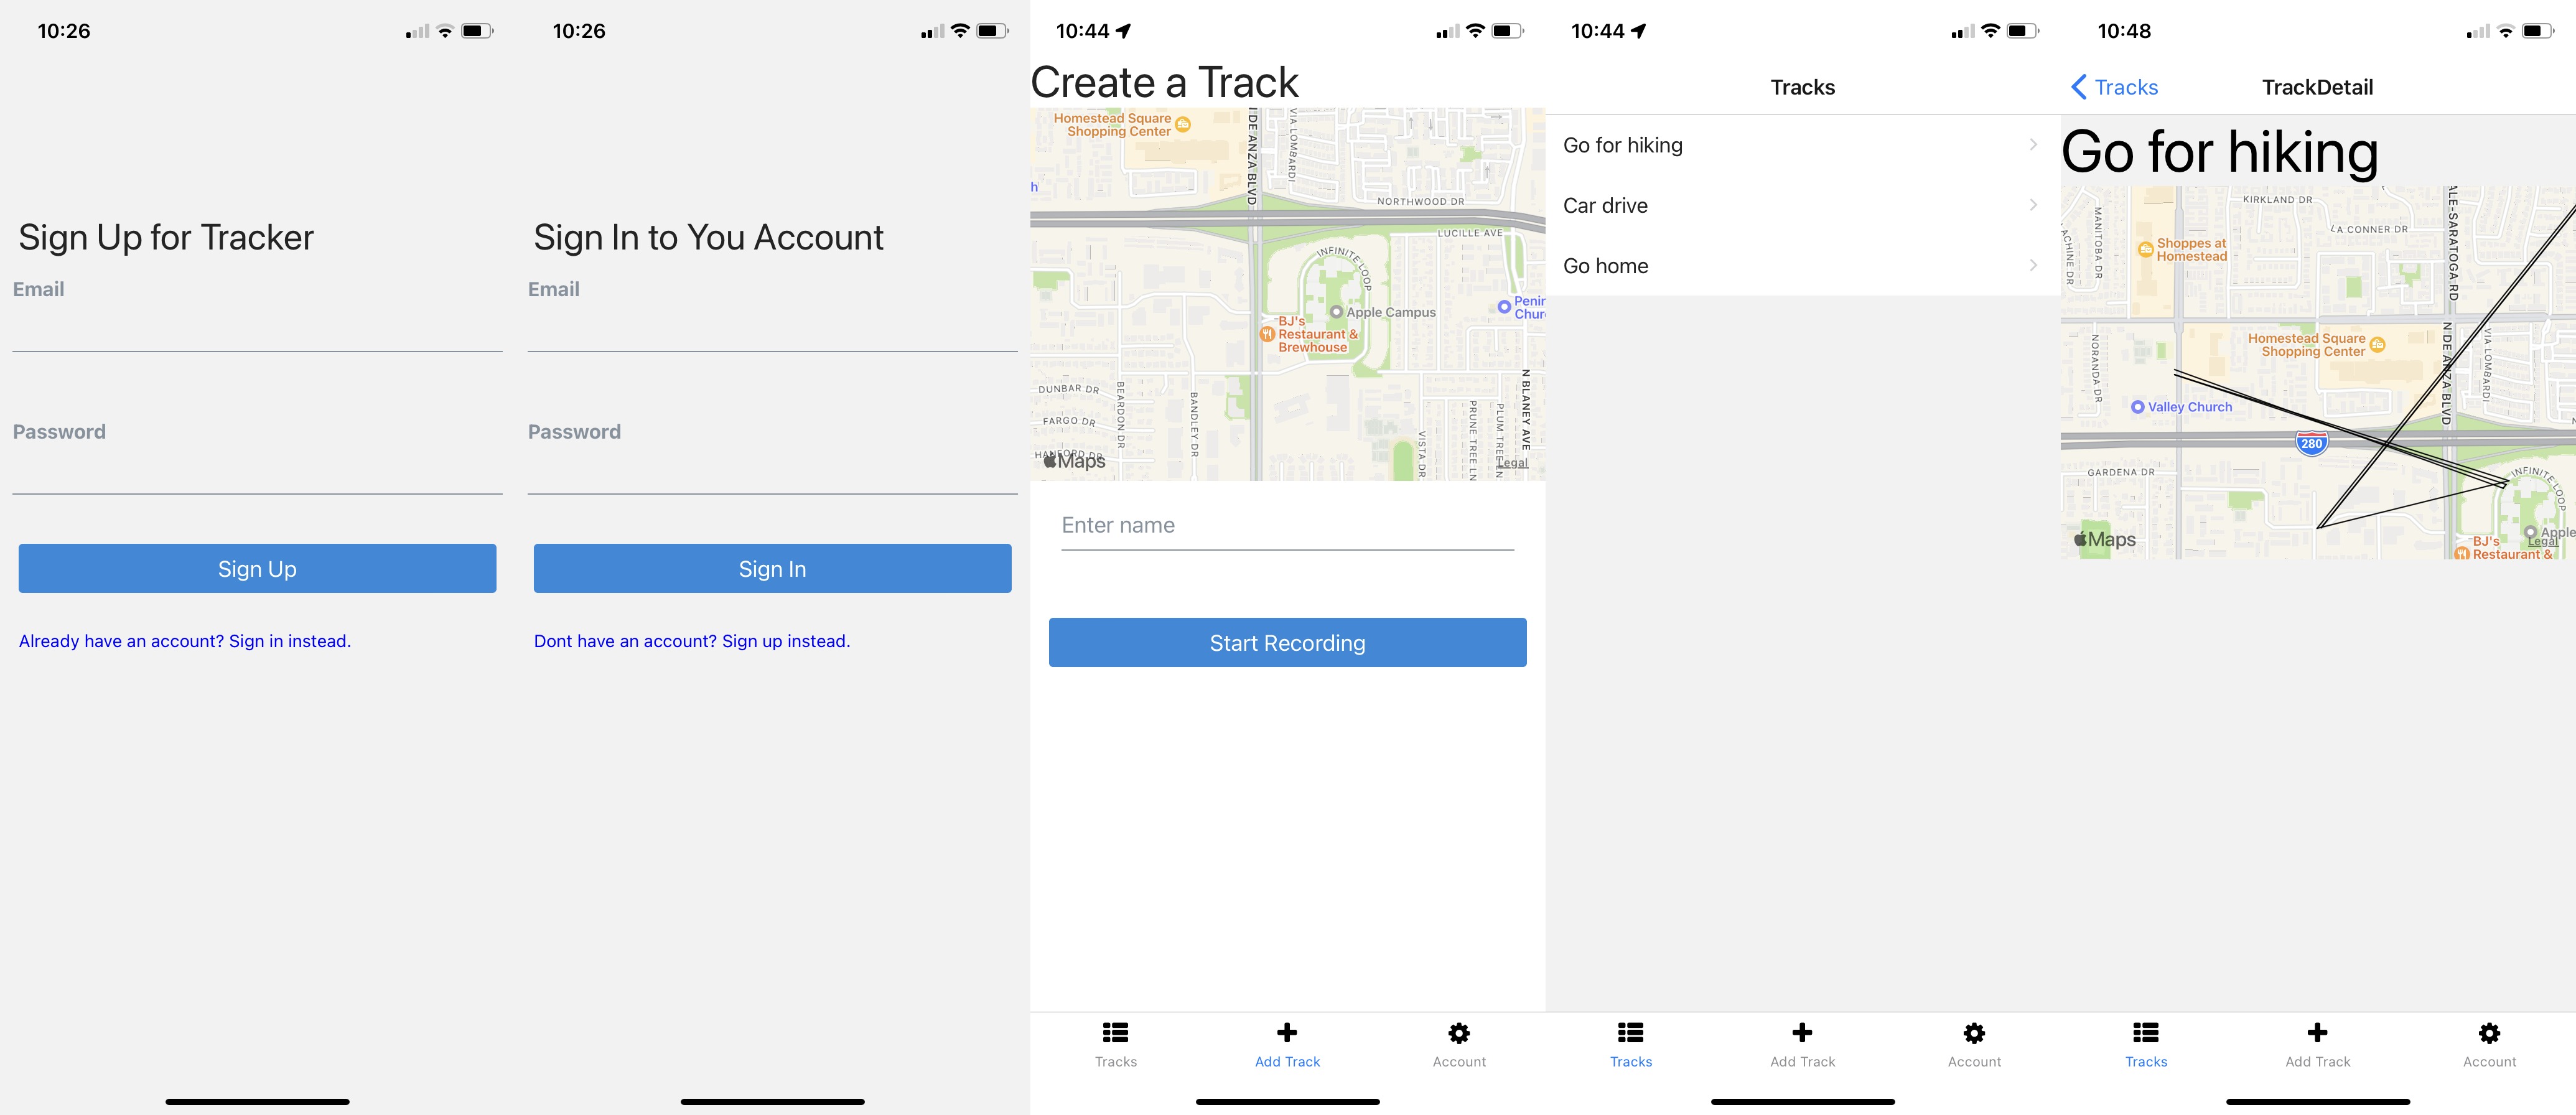 10:26
Sign Up for Tracker
Email
Password
Sign Up
Already have an account? Sign in instead.
10:26
Sign In to You Account
Email
Password
Sign In
Dont have an account? Sign up instead.
10:44
Create a Track
Homestead Square
Shopping Center
N DE ANZA BLVD
VIA LOMBARDI
h
NORTHWOOD DR
LUCILLE AVE
INFINITE LOOP
Apple Campus
BJ's
Restaurant &
Brewhouse
Penin
Churc
DUNBAR DR
BEARDON DR
BANDLEY DR
FARGO DR
HANFORD DR
VISTA DR
PRUNE TREE LN
PLUM TREE LN
N BLANEY AVE
Maps
Legal
Enter name
Start Recording
Tracks
Add Track
Account
10:44
Tracks
Go for hiking
Car drive
Go home
Tracks
Add Track
Account
10:48
Tracks
TrackDetail
Go for hiking
KIRKLAND DR
LA CONNER DR
MANITOBA DR
ACHINE DR
ALE-SARATOGA RD
Shoppes at
Homestead
Homestead Square
Shopping Center
NORANDA DR
N DE ANZA BLVD
VIA LOMBARDI
Valley Church
280
GARDENA DR
INFINITE LOOP
Apple
BJ's
Restaurant &
Maps
Legal
Tracks
Add Track
Account